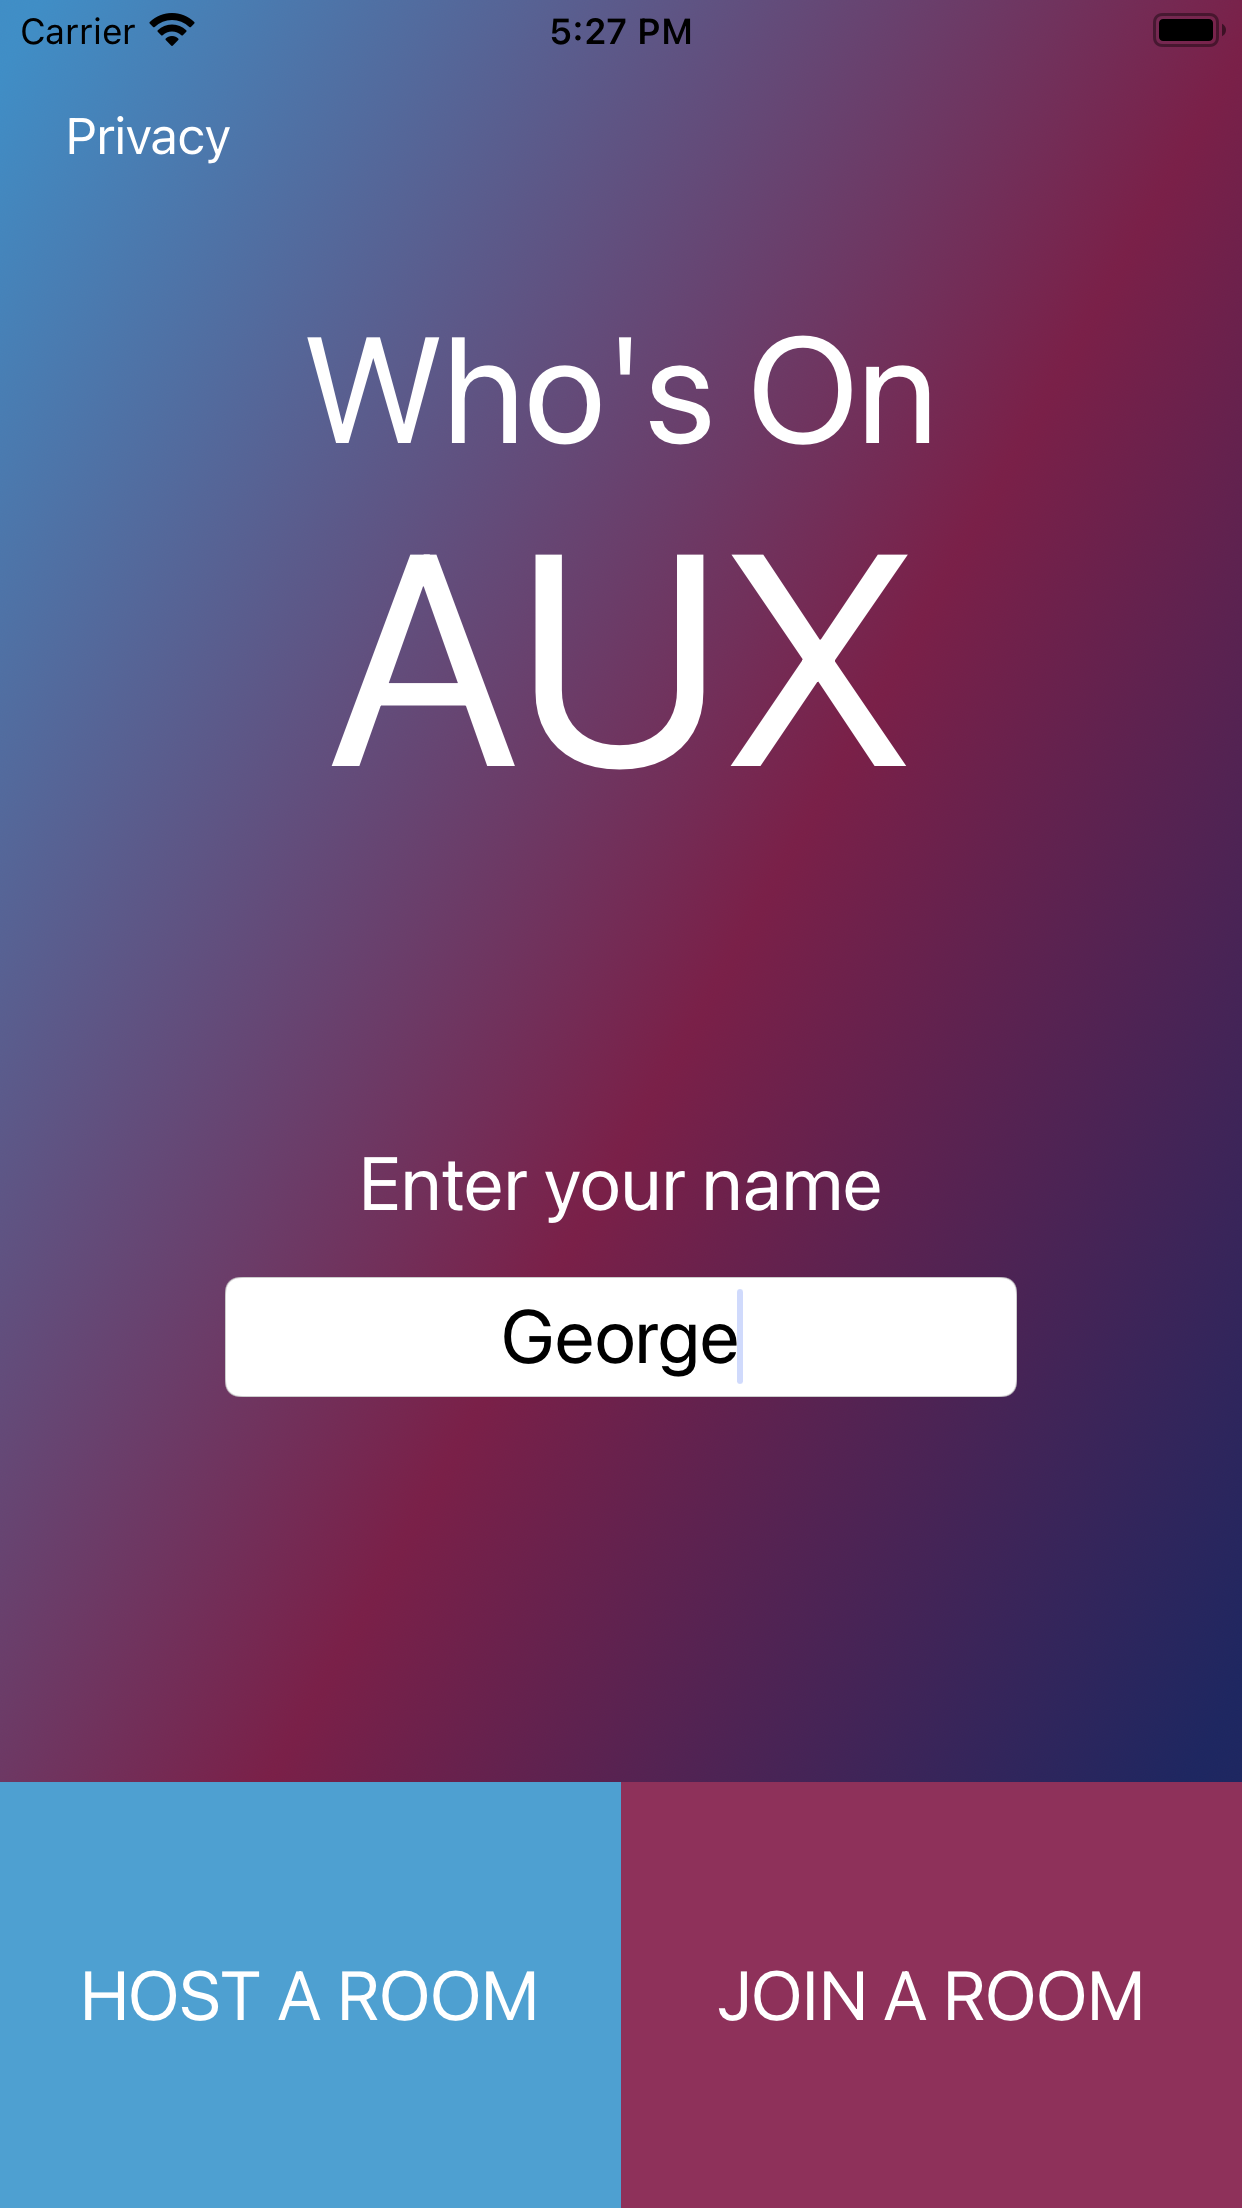 Carrier 5:27 PM
Privacy
Who's On
AUX
Enter your name
George
HOST A ROOM JOIN A ROOM